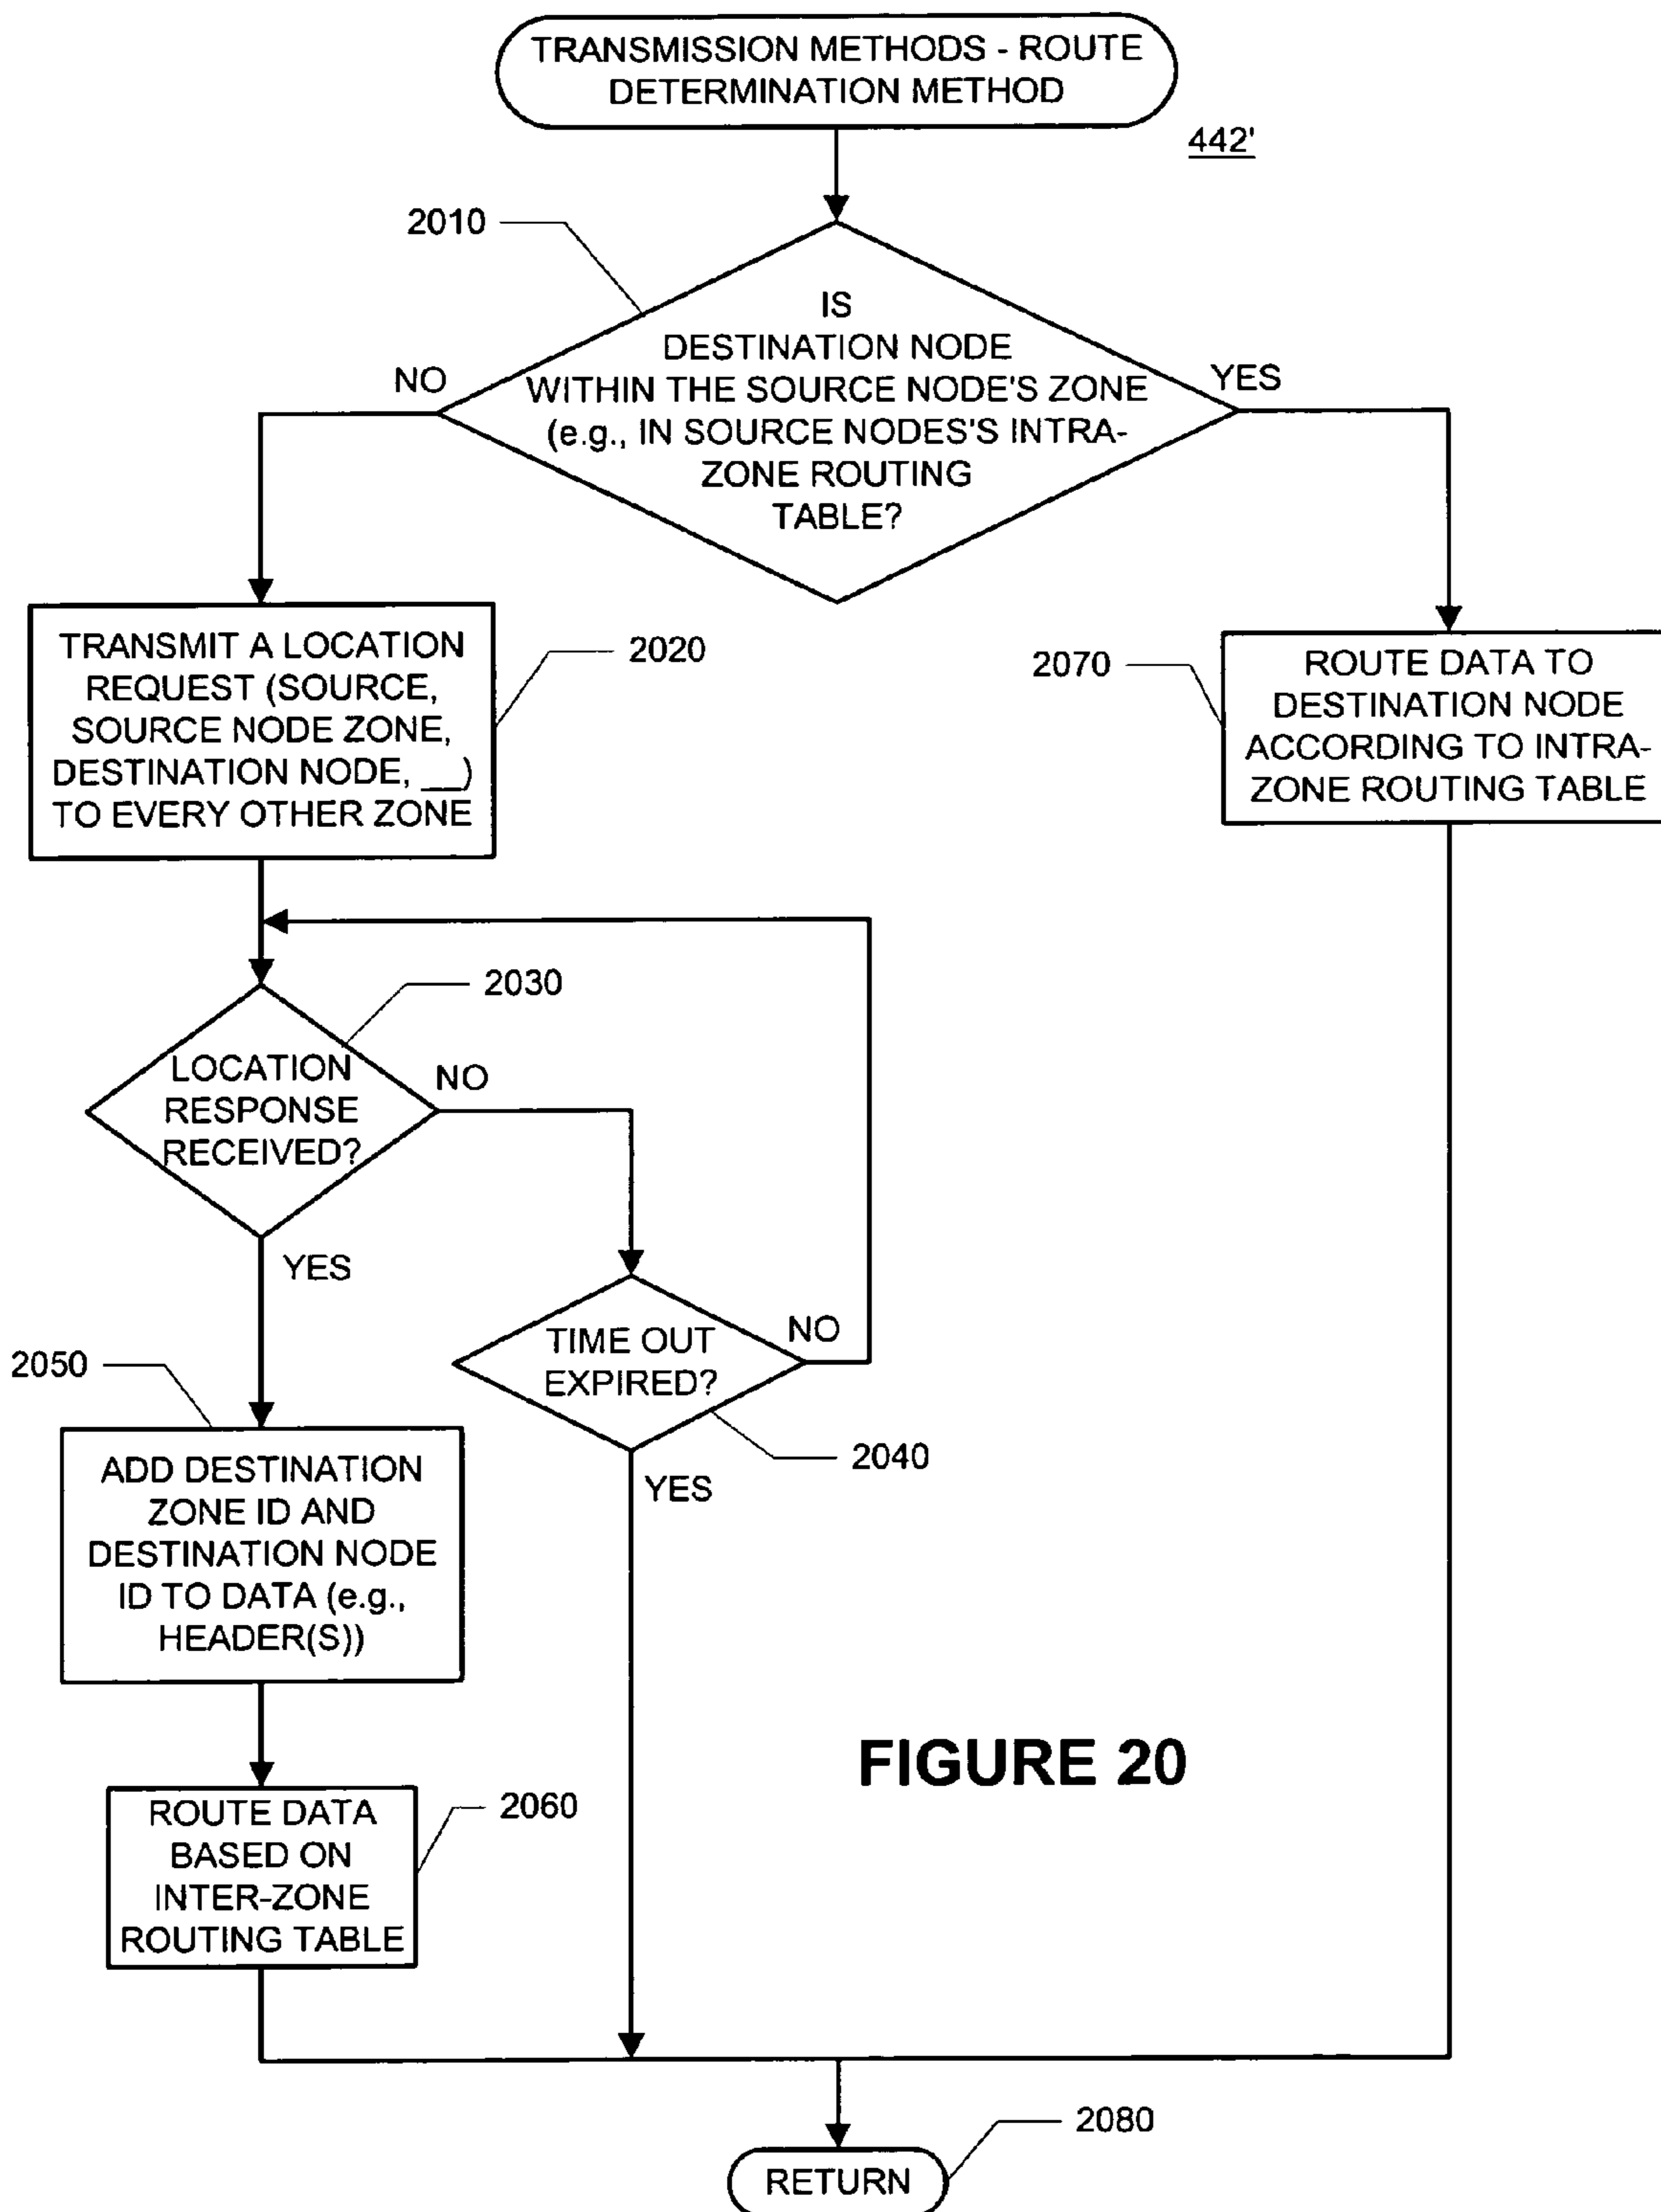 TRANSMISSION METHODS - ROUTE
DETERMINATION METHOD
442'
2010
IS
DESTINATION NODE
WITHIN THE SOURCE NODE'S ZONE
(e.g., IN SOURCE NODES'S INTRA-
ZONE ROUTING
TABLE?
NO
YES
TRANSMIT A LOCATION
REQUEST (SOURCE,
SOURCE NODE ZONE,
DESTINATION NODE, __)
TO EVERY OTHER ZONE
2020
2070
ROUTE DATA TO
DESTINATION NODE
ACCORDING TO INTRA-
ZONE ROUTING TABLE
2030
LOCATION
RESPONSE
RECEIVED?
NO
YES
TIME OUT
EXPIRED?
NO
2040
YES
2050
ADD DESTINATION
ZONE ID AND
DESTINATION NODE
ID TO DATA (e.g.,
HEADER(S))
FIGURE 20
ROUTE DATA
BASED ON
INTER-ZONE
ROUTING TABLE
2060
2080
RETURN